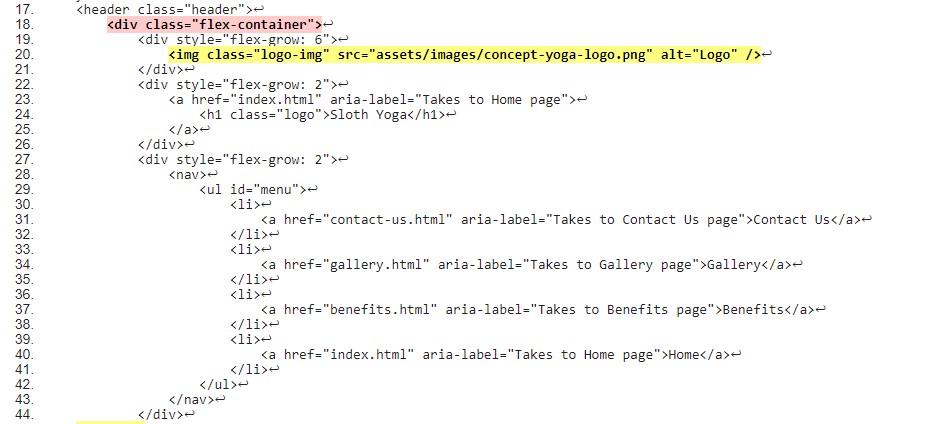 17. <header class="header">↩
18. <div class="flex-container">↩
19. <div style="flex-grow: 6">↩
20. <img class="logo-img" src="assets/images/concept-yoga-logo.png" alt="Logo" />↩
21. </div>↩
22. <div style="flex-grow: 2">↩
23. <a href="index.html" aria-label="Takes to Home page">↩
24. <h1 class="logo">Sloth Yoga</h1>↩
25. </a>↩
26. </div>↩
27. <div style="flex-grow: 2">↩
28. <nav>↩
29. <ul id="menu">↩
30. <li>↩
31. <a href="contact-us.html" aria-label="Takes to Contact Us page">Contact Us</a>↩
32. </li>↩
33. <li>↩
34. <a href="gallery.html" aria-label="Takes to Gallery page">Gallery</a>↩
35. </li>↩
36. <li>↩
37. <a href="benefits.html" aria-label="Takes to Benefits page">Benefits</a>↩
38. </li>↩
39. <li>↩
40. <a href="index.html" aria-label="Takes to Home page">Home</a>↩
41. </li>↩
42. </ul>↩
43. </nav>↩
44. </div>↩